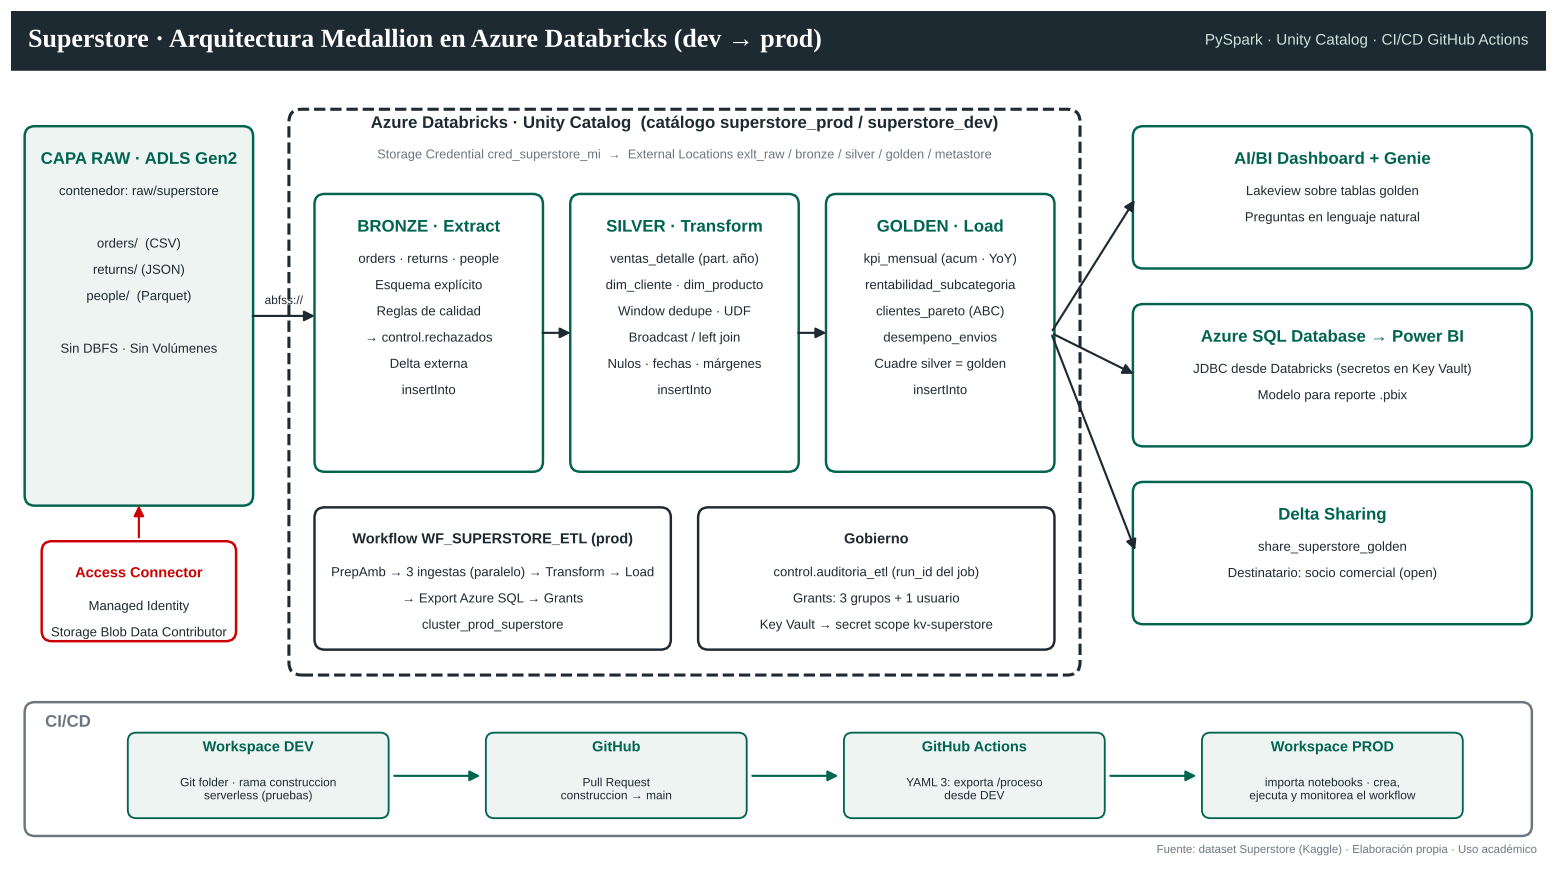 Superstore · Arquitectura Medallion en Azure Databricks (dev → prod)
PySpark · Unity Catalog · CI/CD GitHub Actions
CAPA RAW · ADLS Gen2
contenedor: raw/superstore
orders/  (CSV)
returns/ (JSON)
people/  (Parquet)
Sin DBFS · Sin Volúmenes
abfss://
Access Connector
Managed Identity
Storage Blob Data Contributor
Azure Databricks · Unity Catalog  (catálogo superstore_prod / superstore_dev)
Storage Credential cred_superstore_mi  →  External Locations exlt_raw / bronze / silver / golden / metastore
BRONZE · Extract
orders · returns · people
Esquema explícito
Reglas de calidad
→ control.rechazados
Delta externa
insertInto
SILVER · Transform
ventas_detalle (part. año)
dim_cliente · dim_producto
Window dedupe · UDF
Broadcast / left join
Nulos · fechas · márgenes
insertInto
GOLDEN · Load
kpi_mensual (acum · YoY)
rentabilidad_subcategoria
clientes_pareto (ABC)
desempeno_envios
Cuadre silver = golden
insertInto
Workflow WF_SUPERSTORE_ETL (prod)
PrepAmb → 3 ingestas (paralelo) → Transform → Load
→ Export Azure SQL → Grants
cluster_prod_superstore
Gobierno
control.auditoria_etl (run_id del job)
Grants: 3 grupos + 1 usuario
Key Vault → secret scope kv-superstore
AI/BI Dashboard + Genie
Lakeview sobre tablas golden
Preguntas en lenguaje natural
Azure SQL Database → Power BI
JDBC desde Databricks (secretos en Key Vault)
Modelo para reporte .pbix
Delta Sharing
share_superstore_golden
Destinatario: socio comercial (open)
CI/CD
Workspace DEV
Git folder · rama construccion
serverless (pruebas)
GitHub
Pull Request
construccion → main
GitHub Actions
YAML 3: exporta /proceso
desde DEV
Workspace PROD
importa notebooks · crea,
ejecuta y monitorea el workflow
Fuente: dataset Superstore (Kaggle) · Elaboración propia · Uso académico